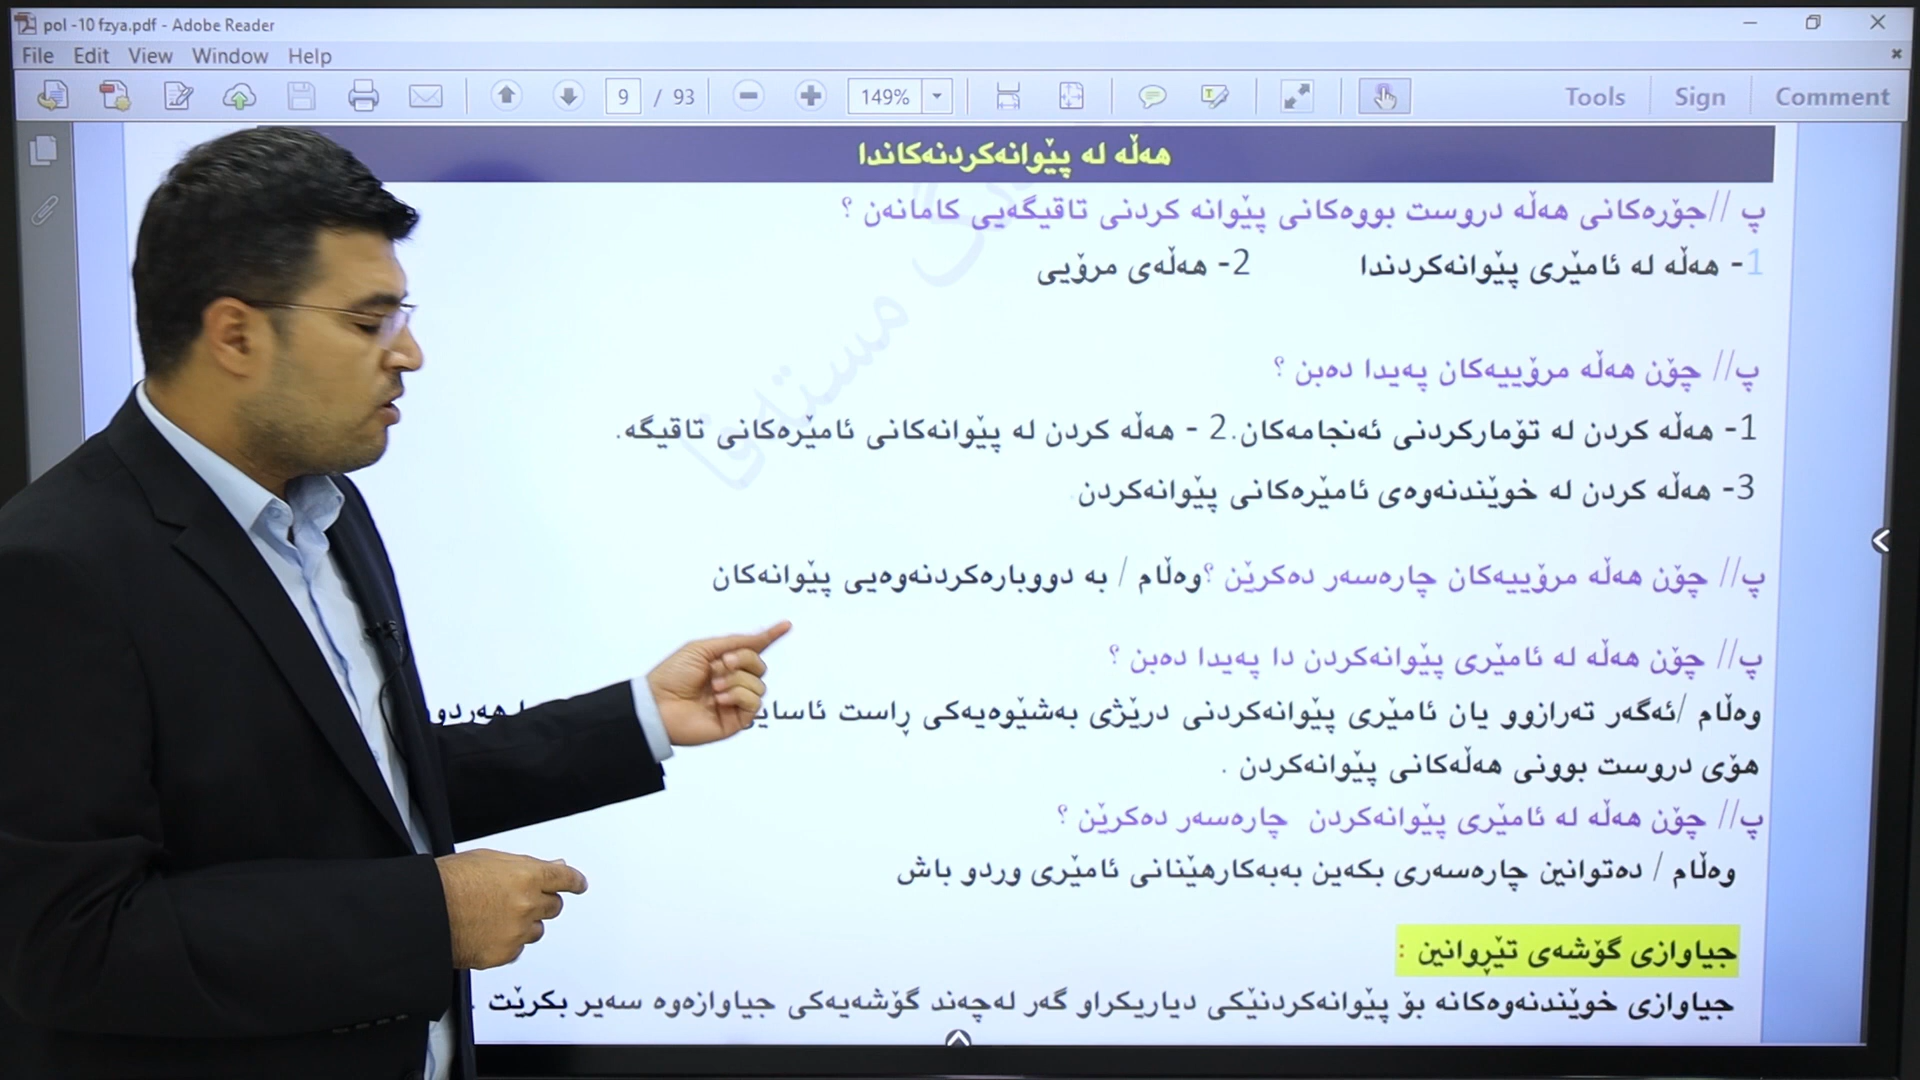 pol -10 fzya.pdf - Adobe Reader
File Edit View Window Help
9 / 93 149% Tools Sign Comment
هەڵە لە پێوانەکردنەکاندا
پ //جۆرەکانی هەڵە دروست بووەکانی پێوانە کردنی تاقیگەیی کامانەن ؟
1- هەڵە لە ئامێری پێوانەکردندا 2- هەڵەی مرۆیی
پ// چۆن هەڵە مرۆییەکان پەیدا دەبن ؟
1- هەڵە کردن لە تۆمارکردنی ئەنجامەکان.2 - هەڵە کردن لە پێوانەکانی ئامێرەکانی تاقیگە.
3- هەڵە کردن لە خوێندنەوەی ئامێرەکانی پێوانەکردن.
پ// چۆن هەڵە مرۆییەکان چارەسەر دەکرێن ؟وەڵام / بە دووبارەکردنەوەیی پێوانەکان
پ// چۆن هەڵە لە ئامێری پێوانەکردن دا پەیدا دەبن ؟
وەڵام /ئەگەر تەرازوو یان ئامێری پێوانەکردنی درێژی بەشێوەیەکی ڕاست ئاسایی
هۆی دروست بوونی هەڵەکانی پێوانەکردن .
پ// چۆن هەڵە لە ئامێری پێوانەکردن چارەسەر دەکرێن ؟
وەڵام / دەتوانین چارەسەری بکەین بەبەکارهێنانی ئامێری وردو باش
جیاوازی گۆشەی تێڕوانین :
جیاوازی خوێندنەوەکانە بۆ پێوانەکردنێکی دیاریکراو گەر لەچەند گۆشەیەکی جیاوازەوە سەیر بکرێت .
مستەفا